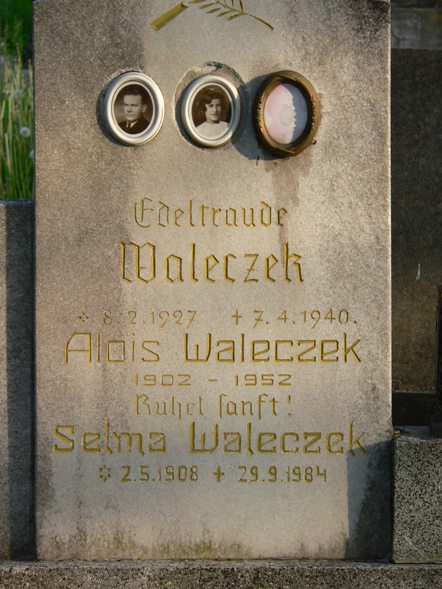 Edeltraude
Waleczek
* 8.2.1927 + 7.4.1940.
Alois Waleczek
1902 - 1952
Ruhet sanft!
Selma Waleczek
* 2.5.1908 + 29.9.1984